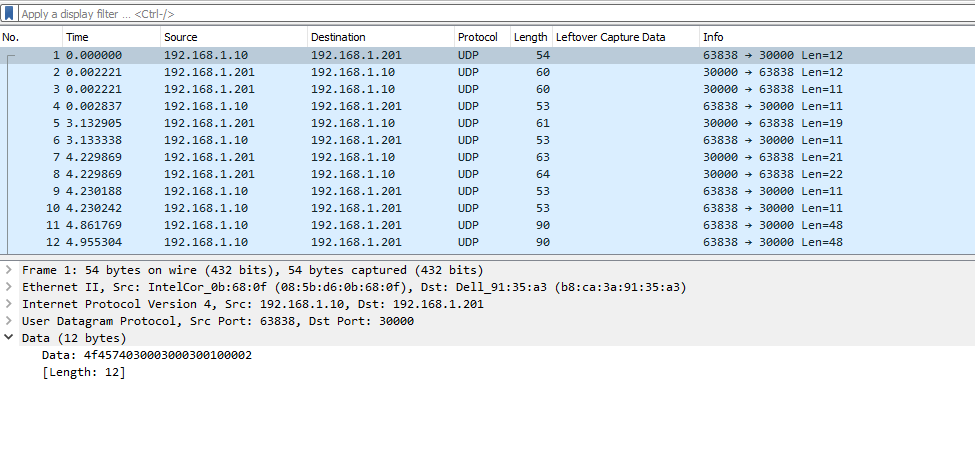 Apply a display filter ... <Ctrl-/>
No. Time Source Destination Protocol Length Leftover Capture Data Info
1 0.000000 192.168.1.10 192.168.1.201 UDP 54 63838 → 30000 Len=12
2 0.002221 192.168.1.201 192.168.1.10 UDP 60 30000 → 63838 Len=12
3 0.002221 192.168.1.201 192.168.1.10 UDP 60 30000 → 63838 Len=11
4 0.002837 192.168.1.10 192.168.1.201 UDP 53 63838 → 30000 Len=11
5 3.132905 192.168.1.201 192.168.1.10 UDP 61 30000 → 63838 Len=19
6 3.133338 192.168.1.10 192.168.1.201 UDP 53 63838 → 30000 Len=11
7 4.229869 192.168.1.201 192.168.1.10 UDP 63 30000 → 63838 Len=21
8 4.229869 192.168.1.201 192.168.1.10 UDP 64 30000 → 63838 Len=22
9 4.230188 192.168.1.10 192.168.1.201 UDP 53 63838 → 30000 Len=11
10 4.230242 192.168.1.10 192.168.1.201 UDP 53 63838 → 30000 Len=11
11 4.861769 192.168.1.10 192.168.1.201 UDP 90 63838 → 30000 Len=48
12 4.955304 192.168.1.10 192.168.1.201 UDP 90 63838 → 30000 Len=48
Frame 1: 54 bytes on wire (432 bits), 54 bytes captured (432 bits)
Ethernet II, Src: IntelCor_0b:68:0f (08:5b:d6:0b:68:0f), Dst: Dell_91:35:a3 (b8:ca:3a:91:35:a3)
Internet Protocol Version 4, Src: 192.168.1.10, Dst: 192.168.1.201
User Datagram Protocol, Src Port: 63838, Dst Port: 30000
Data (12 bytes)
Data: 4f4574030003000300100002
[Length: 12]